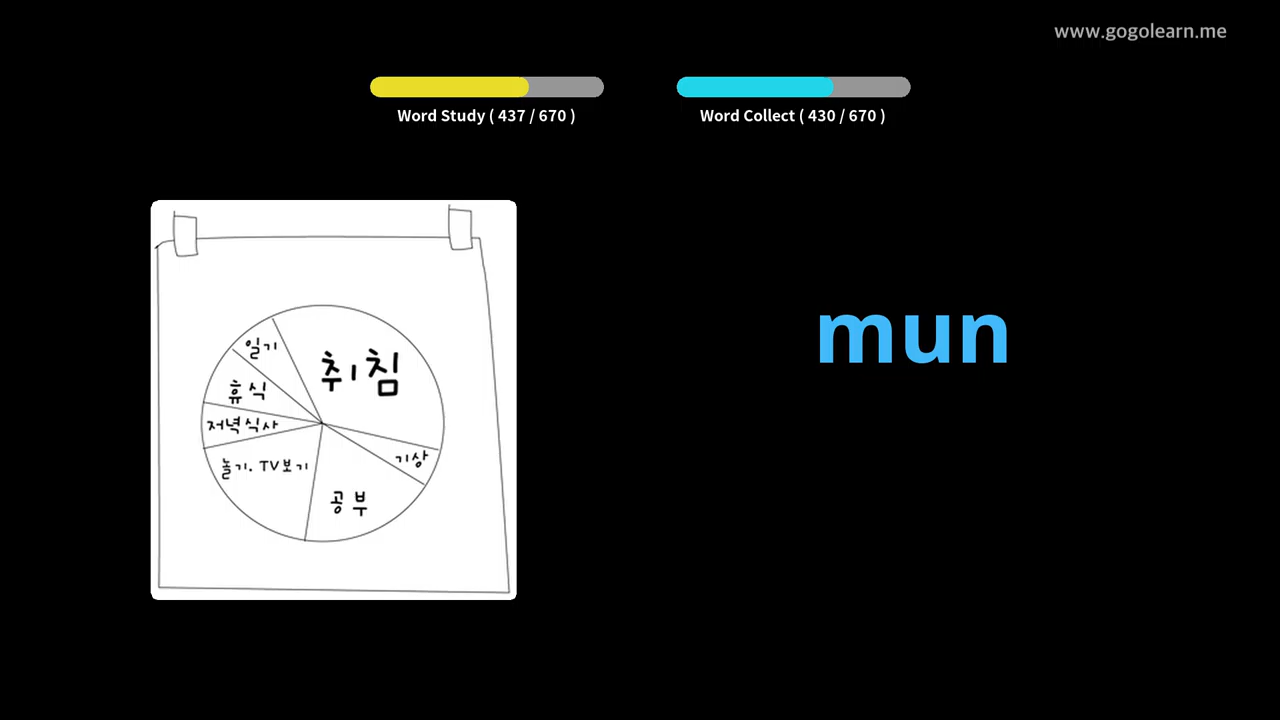 www.gogolearn.me
Word Study ( 437 / 670 )
Word Collect ( 430 / 670 )
일기
취침
휴식
저녁식사
놀기. TV보기
기상
공부
mun